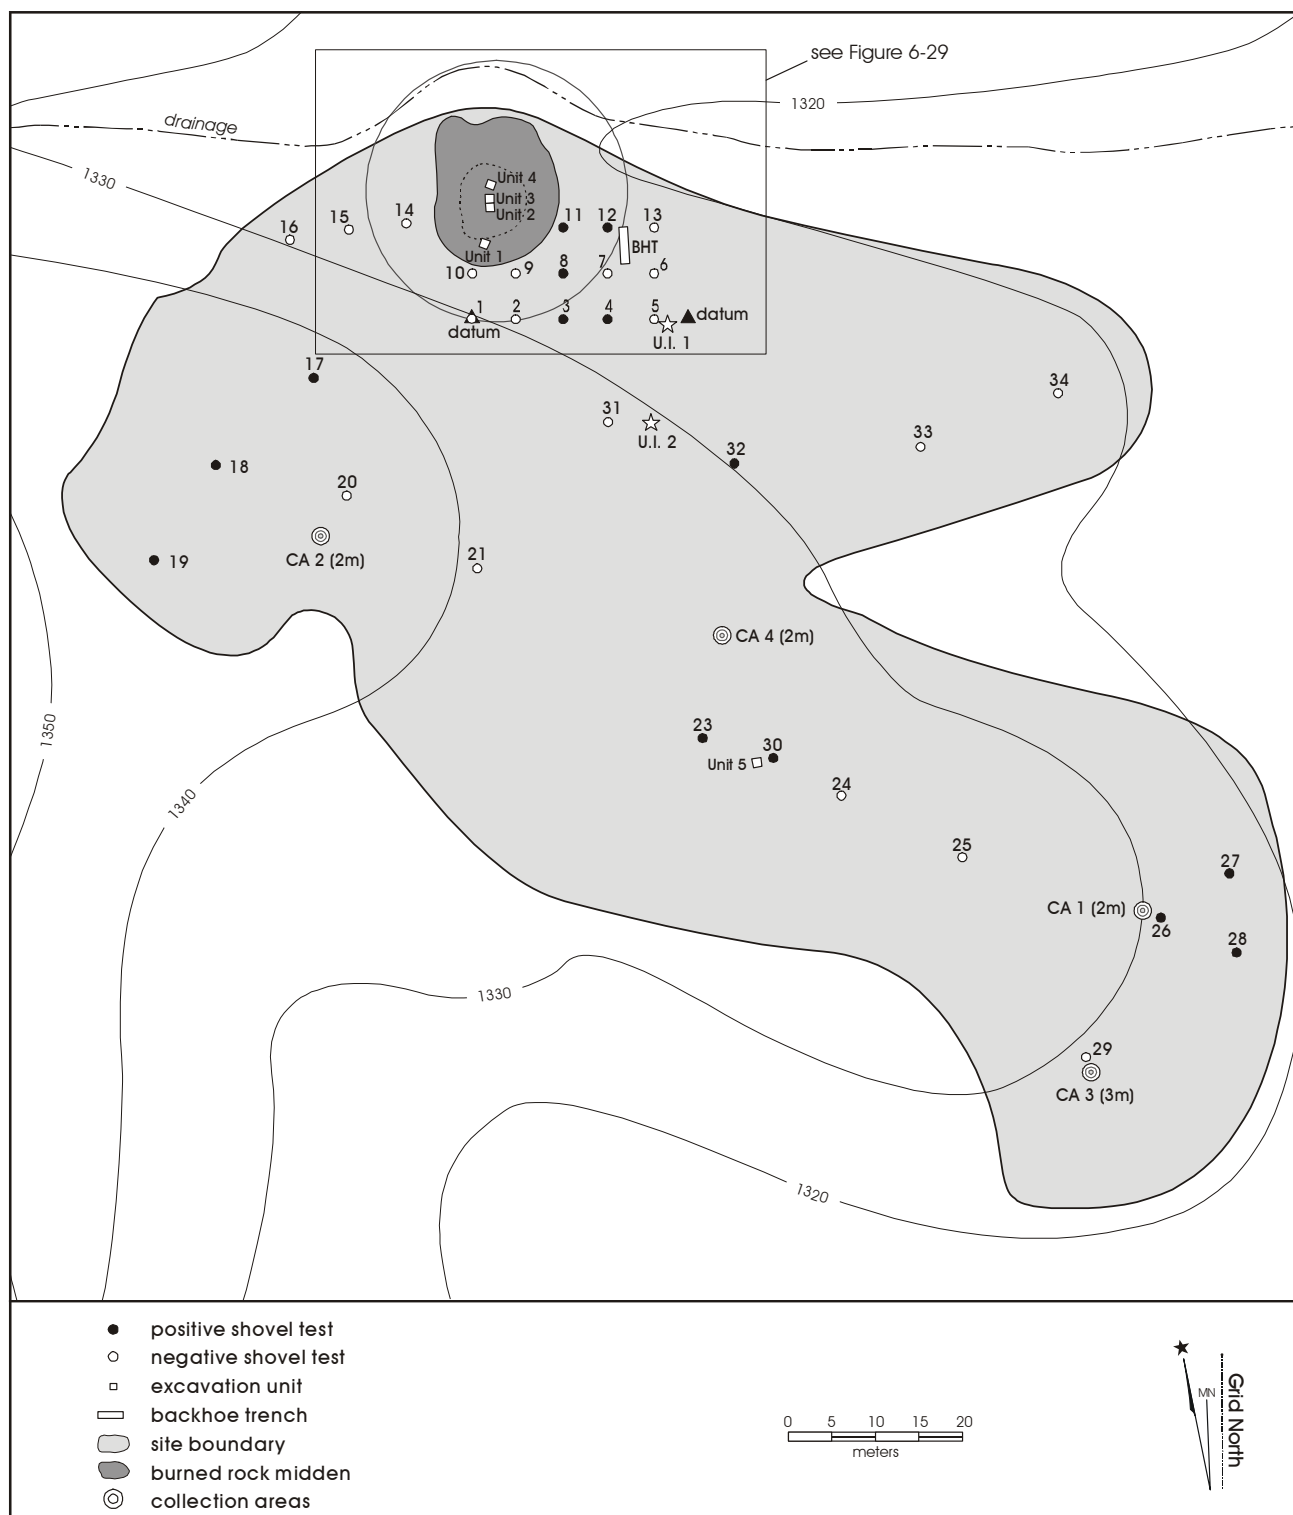 see Figure 6-29
1320
drainage
1330
Unit 4
Unit 3
Unit 2
Unit 1
16
15
14
11
12
13
BHT
10
9
8
7
6
1
2
3
4
5
datum
datum
U.I. 1
17
31
U.I. 2
34
33
32
18
20
CA 2 (2m)
19
21
CA 4 (2m)
1350
23
30
Unit 5
24
1340
25
27
CA 1 (2m)
26
28
1330
29
CA 3 (3m)
1320
positive shovel test
negative shovel test
excavation unit
backhoe trench
site boundary
burned rock midden
collection areas
0 5 10 15 20
meters
MN
Grid North